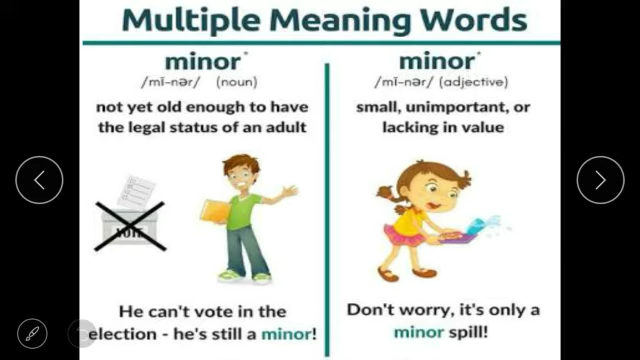 Multiple Meaning Words
minor*
/mī-nər/ (noun)
not yet old enough to have
the legal status of an adult
VOTE
He can't vote in the
election - he's still a minor!
minor*
/mī-nər/ (adjective)
small, unimportant, or
lacking in value
Don't worry, it's only a
minor spill!